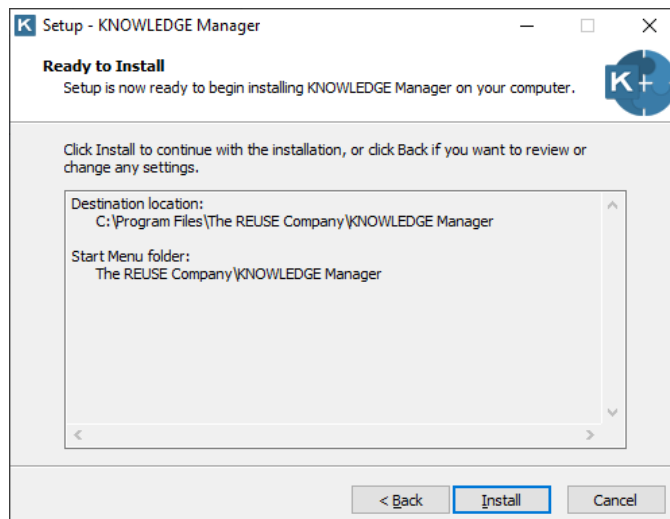 K Setup - KNOWLEDGE Manager
Ready to Install
Setup is now ready to begin installing KNOWLEDGE Manager on your computer.
K+
Click Install to continue with the installation, or click Back if you want to review or
change any settings.
Destination location:
C:\Program Files\The REUSE Company\KNOWLEDGE Manager
Start Menu folder:
The REUSE Company\KNOWLEDGE Manager
< Back Install Cancel